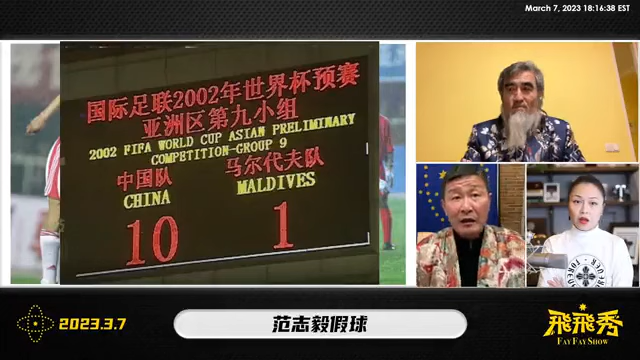 March 7, 2023 18:16:38 EST
国际足联2002年世界杯预赛
亚洲区第九小组
2002 FIFA WORLD CUP ASIAN PRELIMINARY
COMPETITION-GROUP 9
中国队 马尔代夫队
CHINA MALDIVES
10 1
2023.3.7
范志毅假球
飛飛秀
FAY FAY SHOW